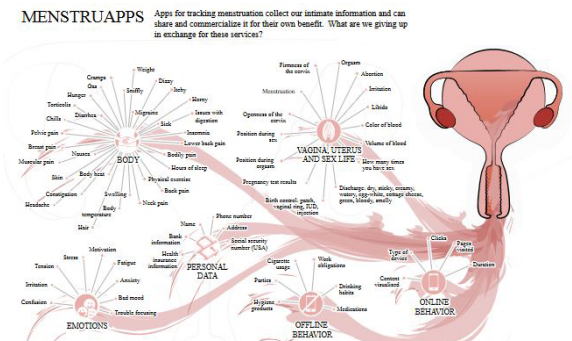 MENSTRUAPPS
Apps for tracking menstruation collect our intimate information and can
share and commercialize it for their own benefit. What are we giving up
in exchange for these services?
Weight
Cramps
Gas
Dizzy
Itchy
Hunger
Sniffly
Horny
Torticolis
Migraine
Issues with
digestion
Chills
Diarrhea
Sick
Insomnia
Pelvic pain
Lower back pain
Breast pain
Nausea
Bodily pain
Muscular pain
BODY
Hours of sleep
Skin
Body heat
Physical exercise
Back pain
Constipation
Swelling
Neck pain
Headache
Body
temperature
Hair
Firmness of
the cervix
Orgasm
Abortion
Menstruation
Irritation
Libido
Openness of the
cervix
Color of blood
Position during
sex
Volume of blood
VAGINA, UTERUS
AND SEX LIFE
Position during
orgasm
How many times
you have sex
Pregnancy test results
Discharge: dry, sticky, creamy,
watery, egg-white, cottage cheese,
green, bloody, smelly
Birth control: patch,
vaginal ring, IUD,
injection
Name
Phone number
Address
Bank
information
Social security
number (USA)
Health
insurance
information
PERSONAL
DATA
Motivation
Stress
Fatigue
Tension
Anxiety
Irritation
Bad mood
Confusion
Trouble focusing
EMOTIONS
Cigarette
usage
Work
obligations
Parties
Drinking
habits
Hygiene
products
Medications
OFFLINE
BEHAVIOR
Clicks
Pages
visited
Type of
device
Duration
Content
visualized
ONLINE
BEHAVIOR